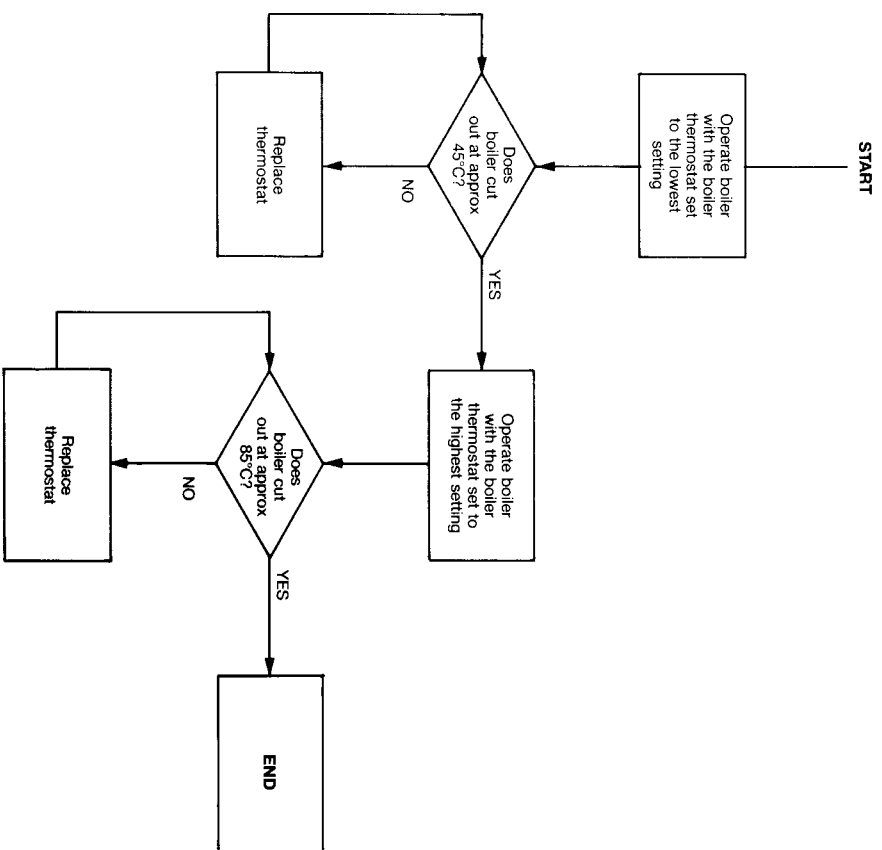 START
Operate boiler
with the boiler
thermostat set
to the lowest
setting
Does
boiler cut
out at approx
45°C?
NO
YES
Replace
thermostat
Operate boiler
with the boiler
thermostat set to
the highest setting
Does
boiler cut
out at approx
85°C?
NO
YES
Replace
thermostat
END